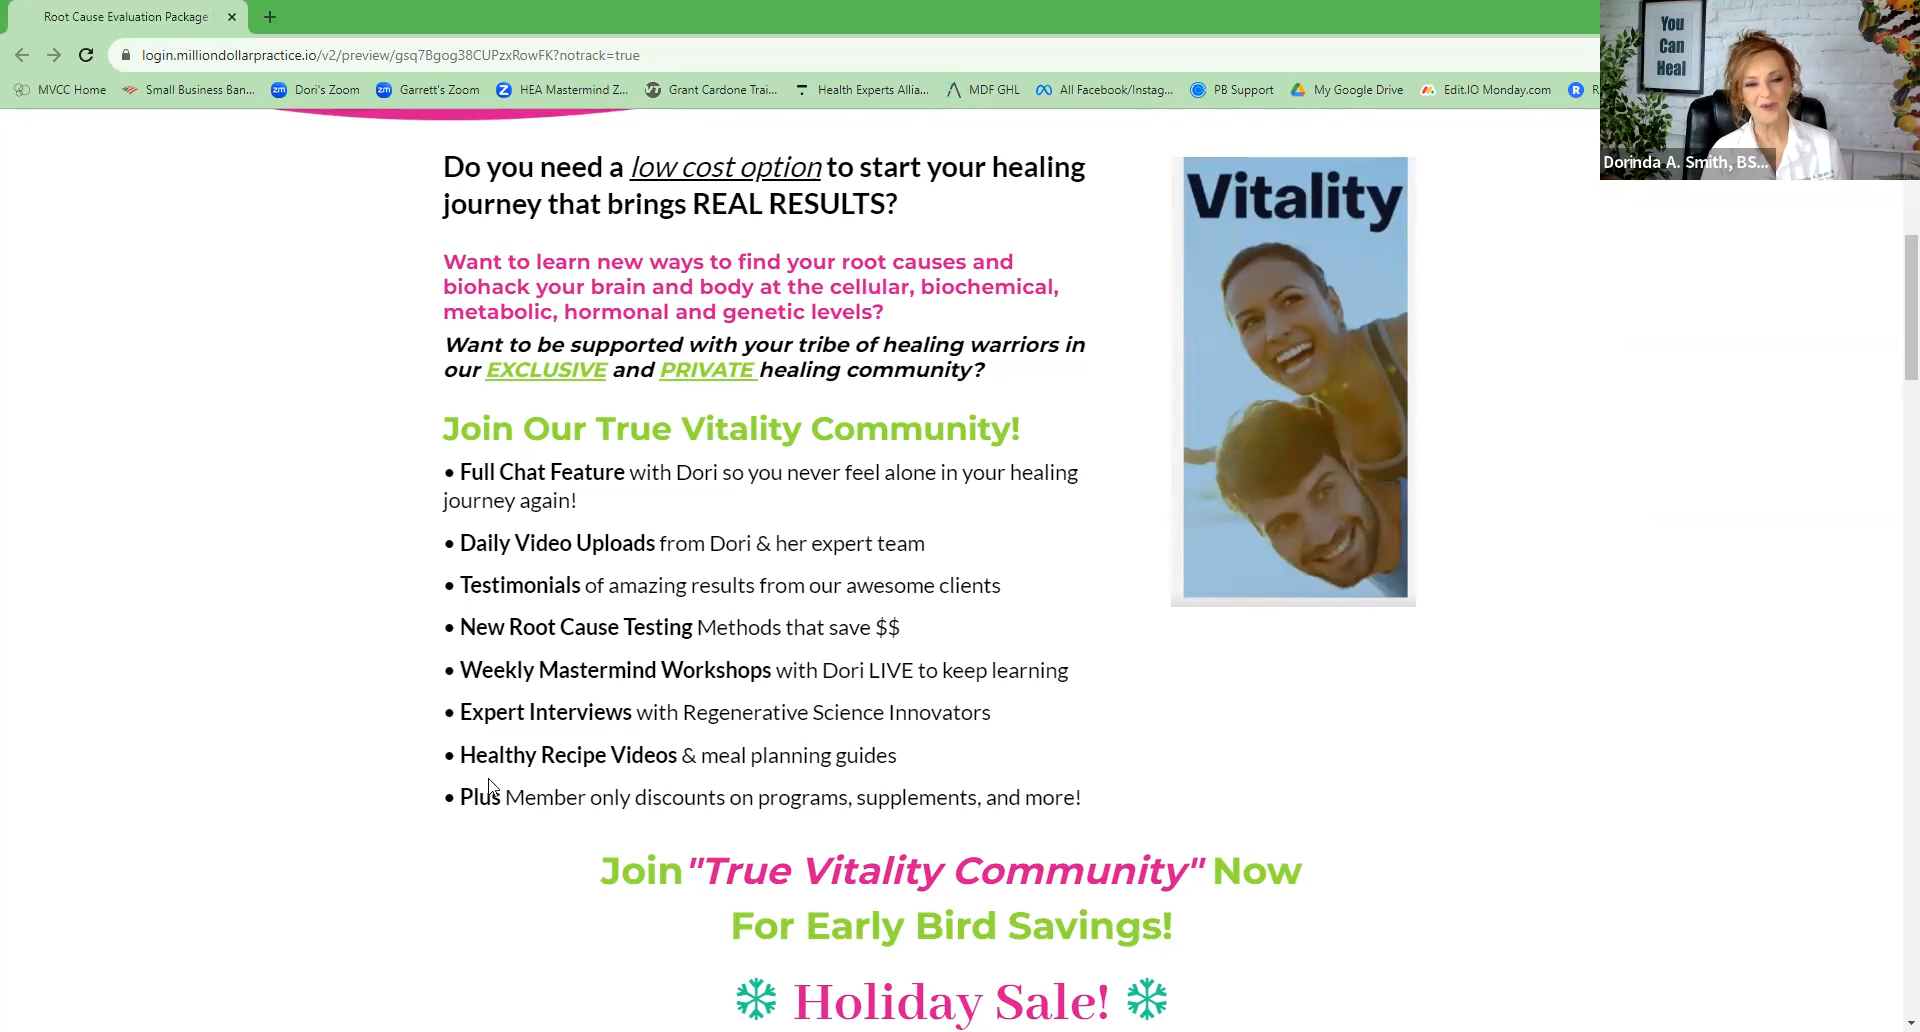 Root Cause Evaluation Package
login.milliondollarpractice.io/v2/preview/gsq7Bgog38CUPzxRowFK?notrack=true
MVCC Home
Small Business Ban...
zm
Dori's Zoom
zm
Garrett's Zoom
Z
HEA Mastermind Z...
VT
Grant Cardone Trai...
Health Experts Allia...
MDF GHL
All Facebook/Instag...
PB Support
My Google Drive
Edit.IO Monday.com
R
You
Can
Heal
Dorinda A. Smith, BS...
Do you need a low cost option to start your healing
journey that brings REAL RESULTS?
Want to learn new ways to find your root causes and
biohack your brain and body at the cellular, biochemical,
metabolic, hormonal and genetic levels?
Want to be supported with your tribe of healing warriors in
our EXCLUSIVE and PRIVATE healing community?
Vitality
Join Our True Vitality Community!
• Full Chat Feature with Dori so you never feel alone in your healing
journey again!
• Daily Video Uploads from Dori & her expert team
• Testimonials of amazing results from our awesome clients
• New Root Cause Testing Methods that save $$
• Weekly Mastermind Workshops with Dori LIVE to keep learning
• Expert Interviews with Regenerative Science Innovators
• Healthy Recipe Videos & meal planning guides
• Plus Member only discounts on programs, supplements, and more!
Join "True Vitality Community" Now
For Early Bird Savings!
Holiday Sale!